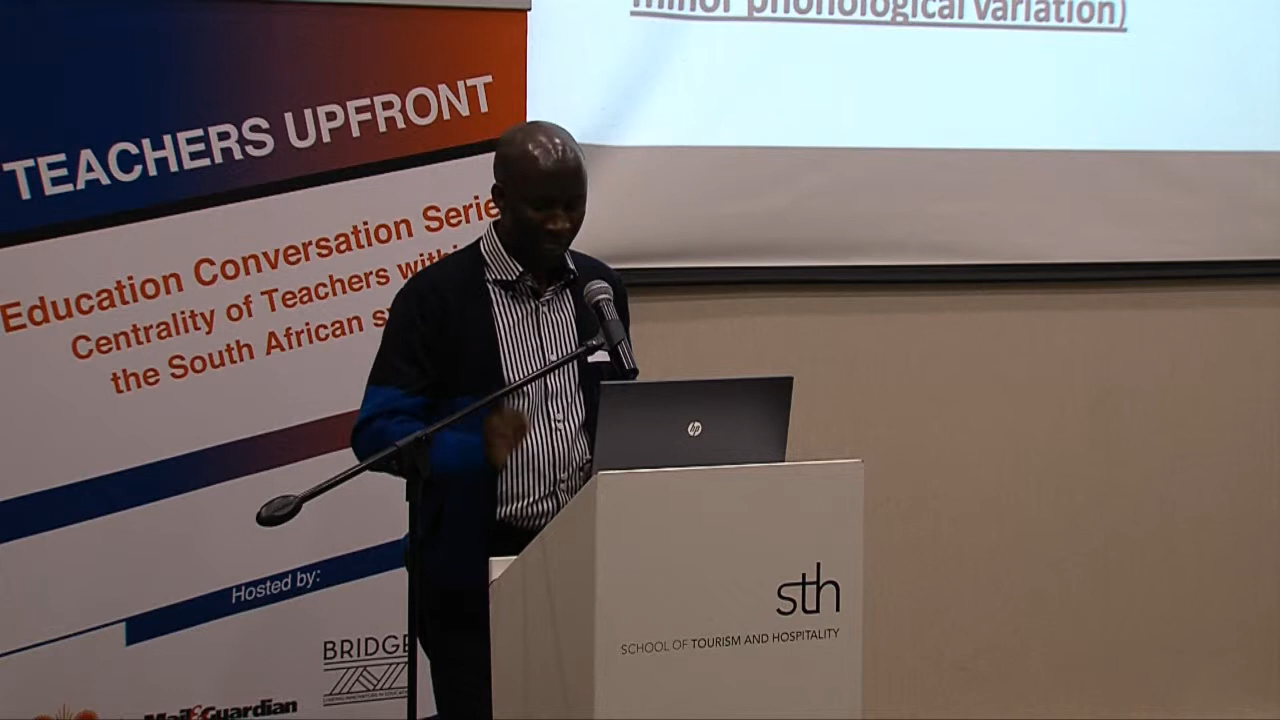 minor phonological variation)
TEACHERS UPFRONT
Education Conversation Serie
Centrality of Teachers with
the South African s
Hosted by:
BRIDGE
Mail&Guardian
hp
sth
SCHOOL OF TOURISM AND HOSPITALITY